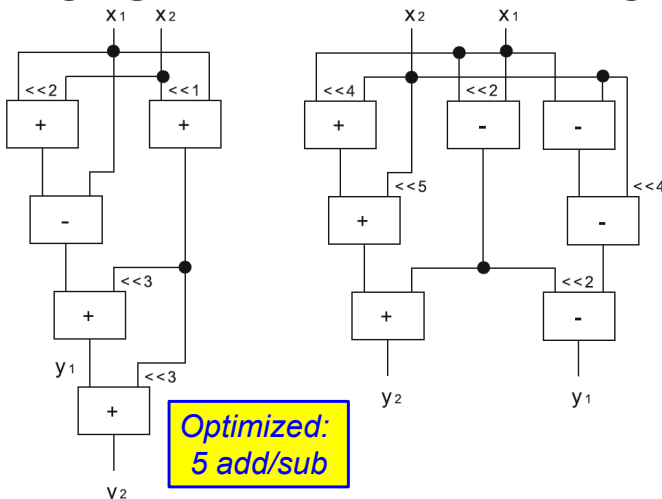 x1 x2
<<2 <<1
+ +
-
<<3
+
y1
<<3
+
y2
Optimized:
5 add/sub
x2 x1
<<4 <<2
+ - -
<<5 <<4
+ -
<<2
+ -
y2 y1